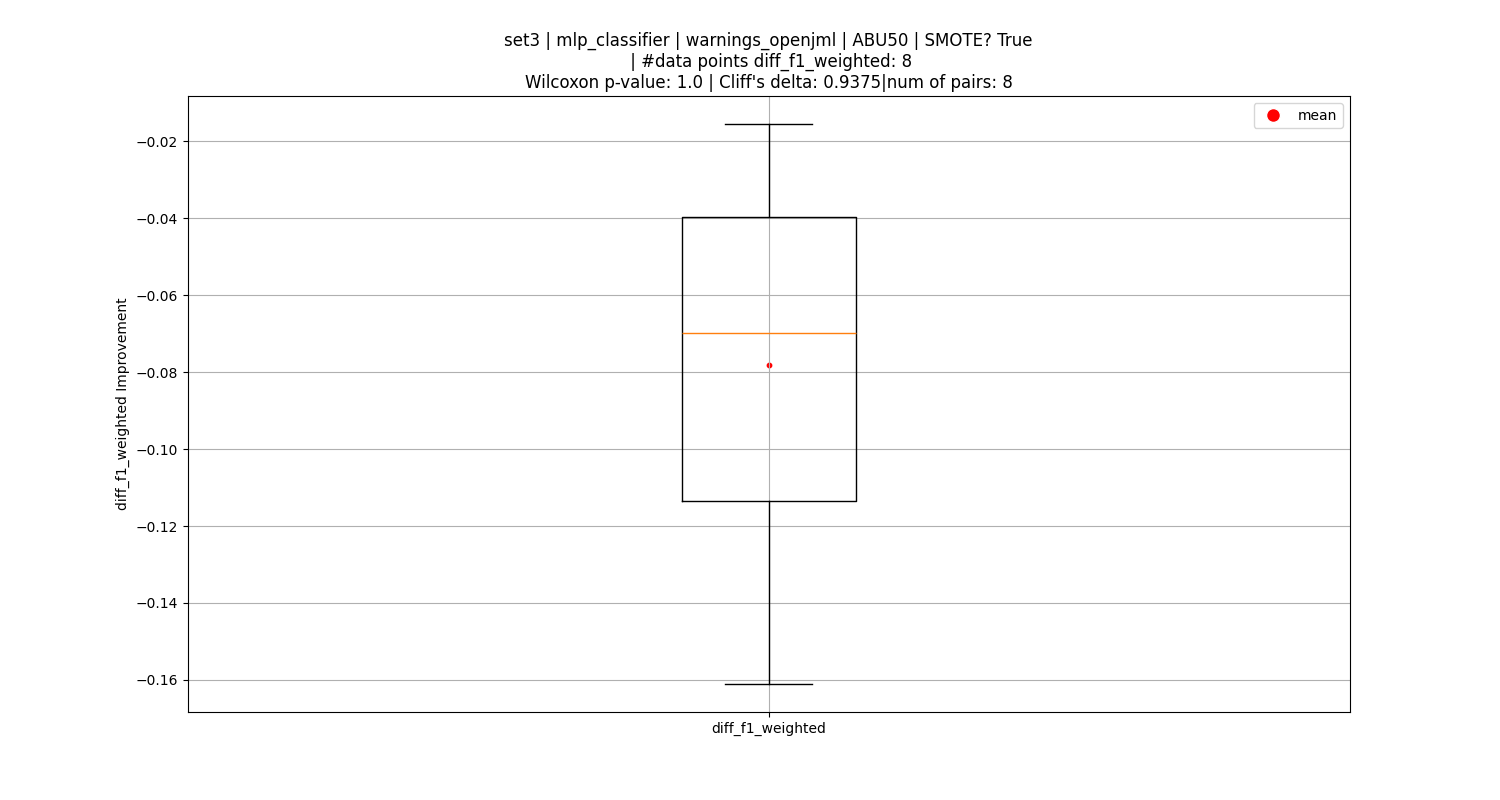 set3 | mlp_classifier | warnings_openjml | ABU50 | SMOTE? True
| #data points diff_f1_weighted: 8
Wilcoxon p-value: 1.0 | Cliff's delta: 0.9375|num of pairs: 8
mean
−0.02
−0.04
−0.06
−0.08
−0.10
−0.12
−0.14
−0.16
diff_f1_weighted Improvement
diff_f1_weighted